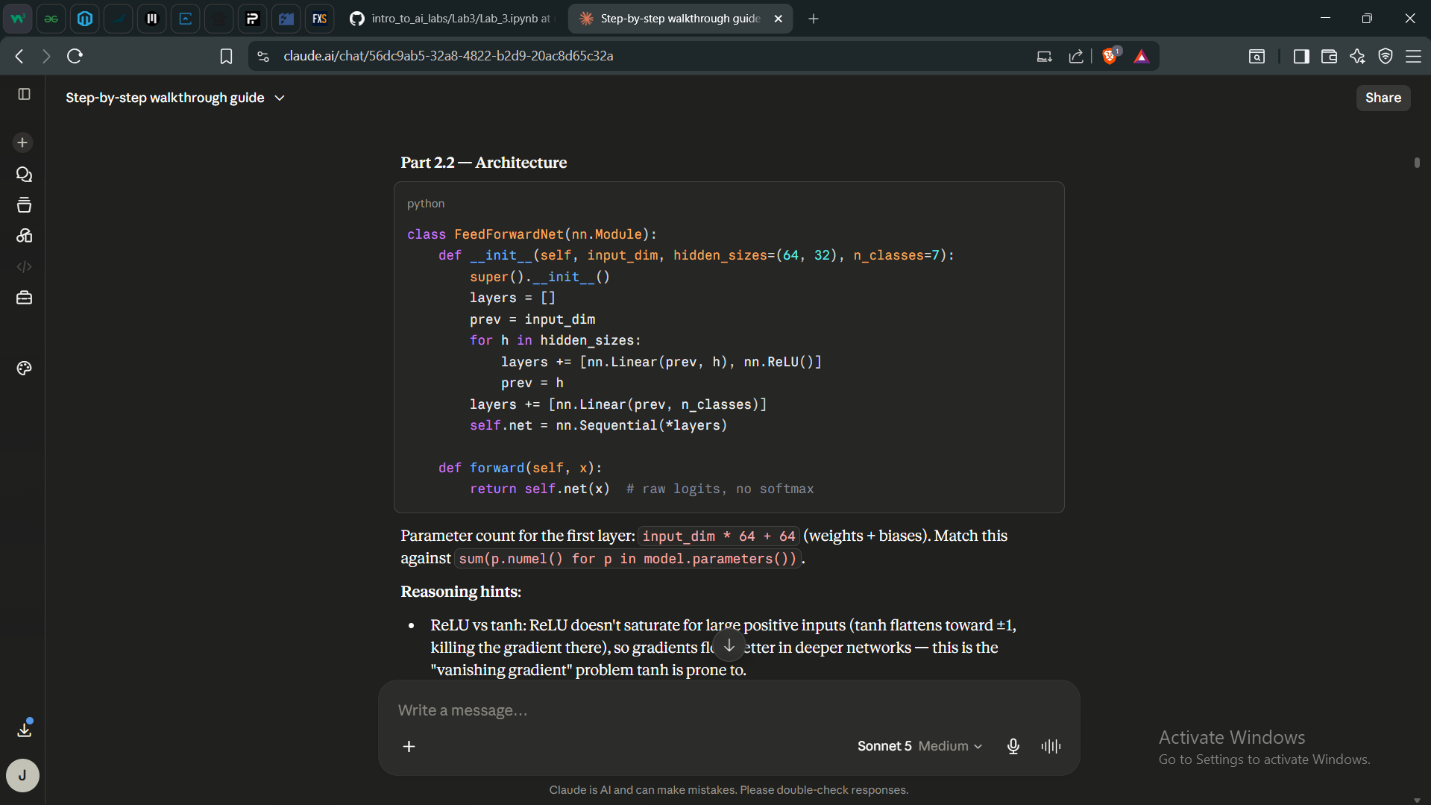 intro_to_ai_labs/Lab3/Lab_3.ipynb at
Step-by-step walkthrough guide
claude.ai/chat/56dc9ab5-32a8-4822-b2d9-20ac8d65c32a
1
Step-by-step walkthrough guide
Share
Part 2.2 — Architecture
python
class FeedForwardNet(nn.Module):
    def __init__(self, input_dim, hidden_sizes=(64, 32), n_classes=7):
        super().__init__()
        layers = []
        prev = input_dim
        for h in hidden_sizes:
            layers += [nn.Linear(prev, h), nn.ReLU()]
            prev = h
        layers += [nn.Linear(prev, n_classes)]
        self.net = nn.Sequential(*layers)
    def forward(self, x):
        return self.net(x)  # raw logits, no softmax
Parameter count for the first layer: input_dim * 64 + 64 (weights + biases). Match this
against sum(p.numel() for p in model.parameters()).
Reasoning hints:
• ReLU vs tanh: ReLU doesn't saturate for large positive inputs (tanh flattens toward ±1,
killing the gradient there), so gradients in deeper networks — this is the
"vanishing gradient" problem tanh is prone to.
Write a message...
Sonnet 5 Medium
Activate Windows
Go to Settings to activate Windows.
J
Claude is AI and can make mistakes. Please double-check responses.